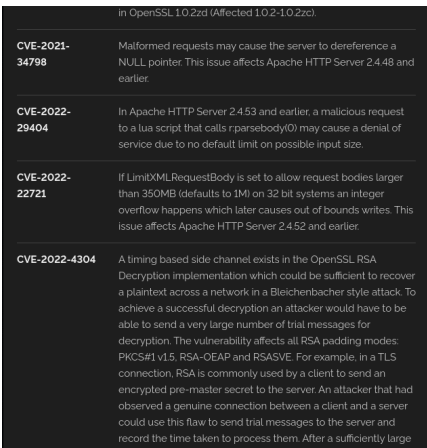 in OpenSSL 1.0.2zd (Affected 1.0.2-1.0.2zc).
CVE-2021-
34798
Malformed requests may cause the server to dereference a
NULL pointer. This issue affects Apache HTTP Server 2.4.48 and
earlier.
CVE-2022-
29404
In Apache HTTP Server 2.4.53 and earlier, a malicious request
to a lua script that calls r:parsebody(0) may cause a denial of
service due to no default limit on possible input size.
CVE-2022-
22721
If LimitXMLRequestBody is set to allow request bodies larger
than 350MB (defaults to 1M) on 32 bit systems an integer
overflow happens which later causes out of bounds writes. This
issue affects Apache HTTP Server 2.4.52 and earlier.
CVE-2022-4304
A timing based side channel exists in the OpenSSL RSA
Decryption implementation which could be sufficient to recover
a plaintext across a network in a Bleichenbacher style attack. To
achieve a successful decryption an attacker would have to be
able to send a very large number of trial messages for
decryption. The vulnerability affects all RSA padding modes:
PKCS#1 v1.5, RSA-OEAP and RSASVE. For example, in a TLS
connection, RSA is commonly used by a client to send an
encrypted pre-master secret to the server. An attacker that had
observed a genuine connection between a client and a server
could use this flaw to send trial messages to the server and
record the time taken to process them. After a sufficiently large